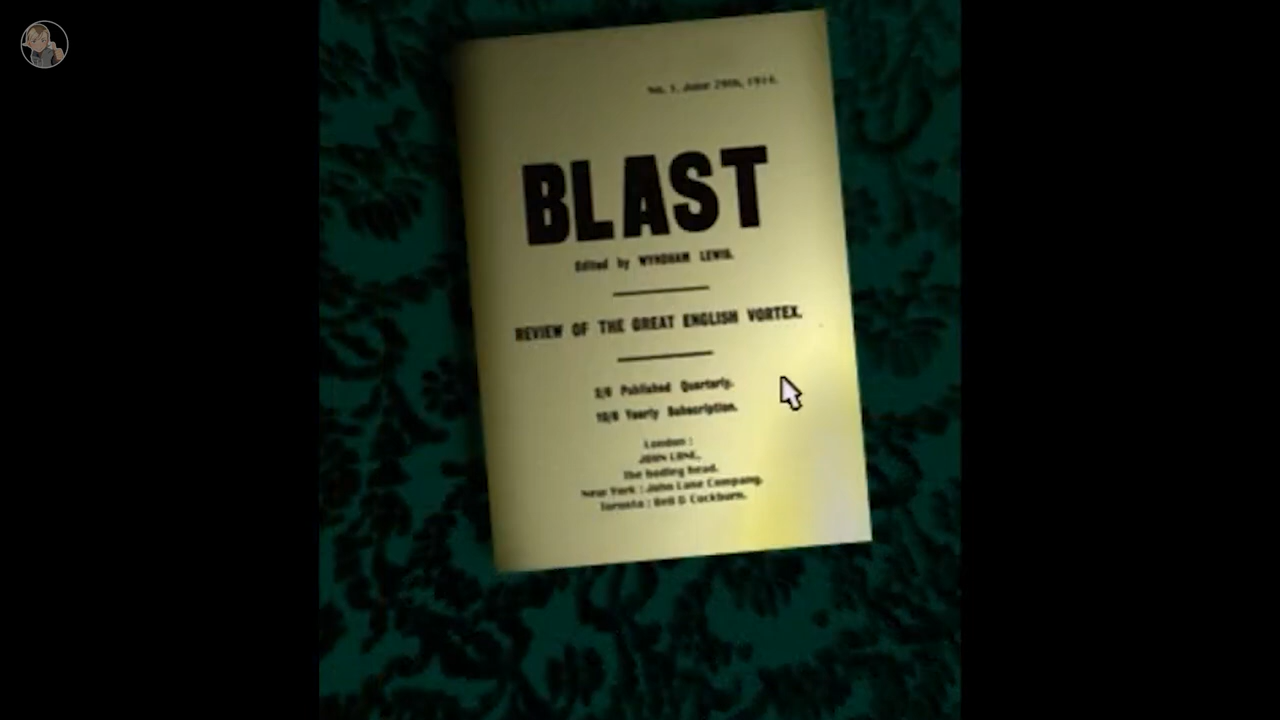 No. 1, June 29th, 1914.
BLAST
Edited by WYNDHAM LEWIS.
REVIEW OF THE GREAT ENGLISH VORTEX.
2/6 Published Quarterly.
10/6 Yearly Subscription.
London :
JOHN LANE,
The bodley head.
New York : John Lane Company.
Toronto : Bell & Cockburn.